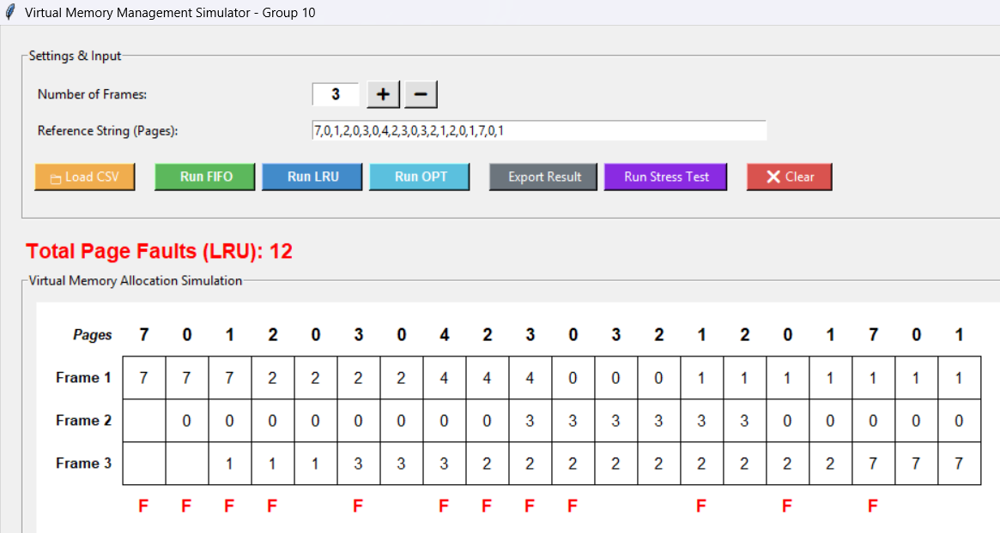 Virtual Memory Management Simulator - Group 10
Settings & Input
Number of Frames: 3 + −
Reference String (Pages): 7,0,1,2,0,3,0,4,2,3,0,3,2,1,2,0,1,7,0,1
Load CSV Run FIFO Run LRU Run OPT Export Result Run Stress Test Clear
Total Page Faults (LRU): 12
Virtual Memory Allocation Simulation
Pages 7 0 1 2 0 3 0 4 2 3 0 3 2 1 2 0 1 7 0 1
Frame 1 7 7 7 2 2 2 2 4 4 4 0 0 0 1 1 1 1 1 1 1
Frame 2 0 0 0 0 0 0 0 0 3 3 3 3 3 3 0 0 0 0 0
Frame 3 1 1 1 3 3 3 2 2 2 2 2 2 2 2 2 7 7 7
F F F F F F F F F F F F